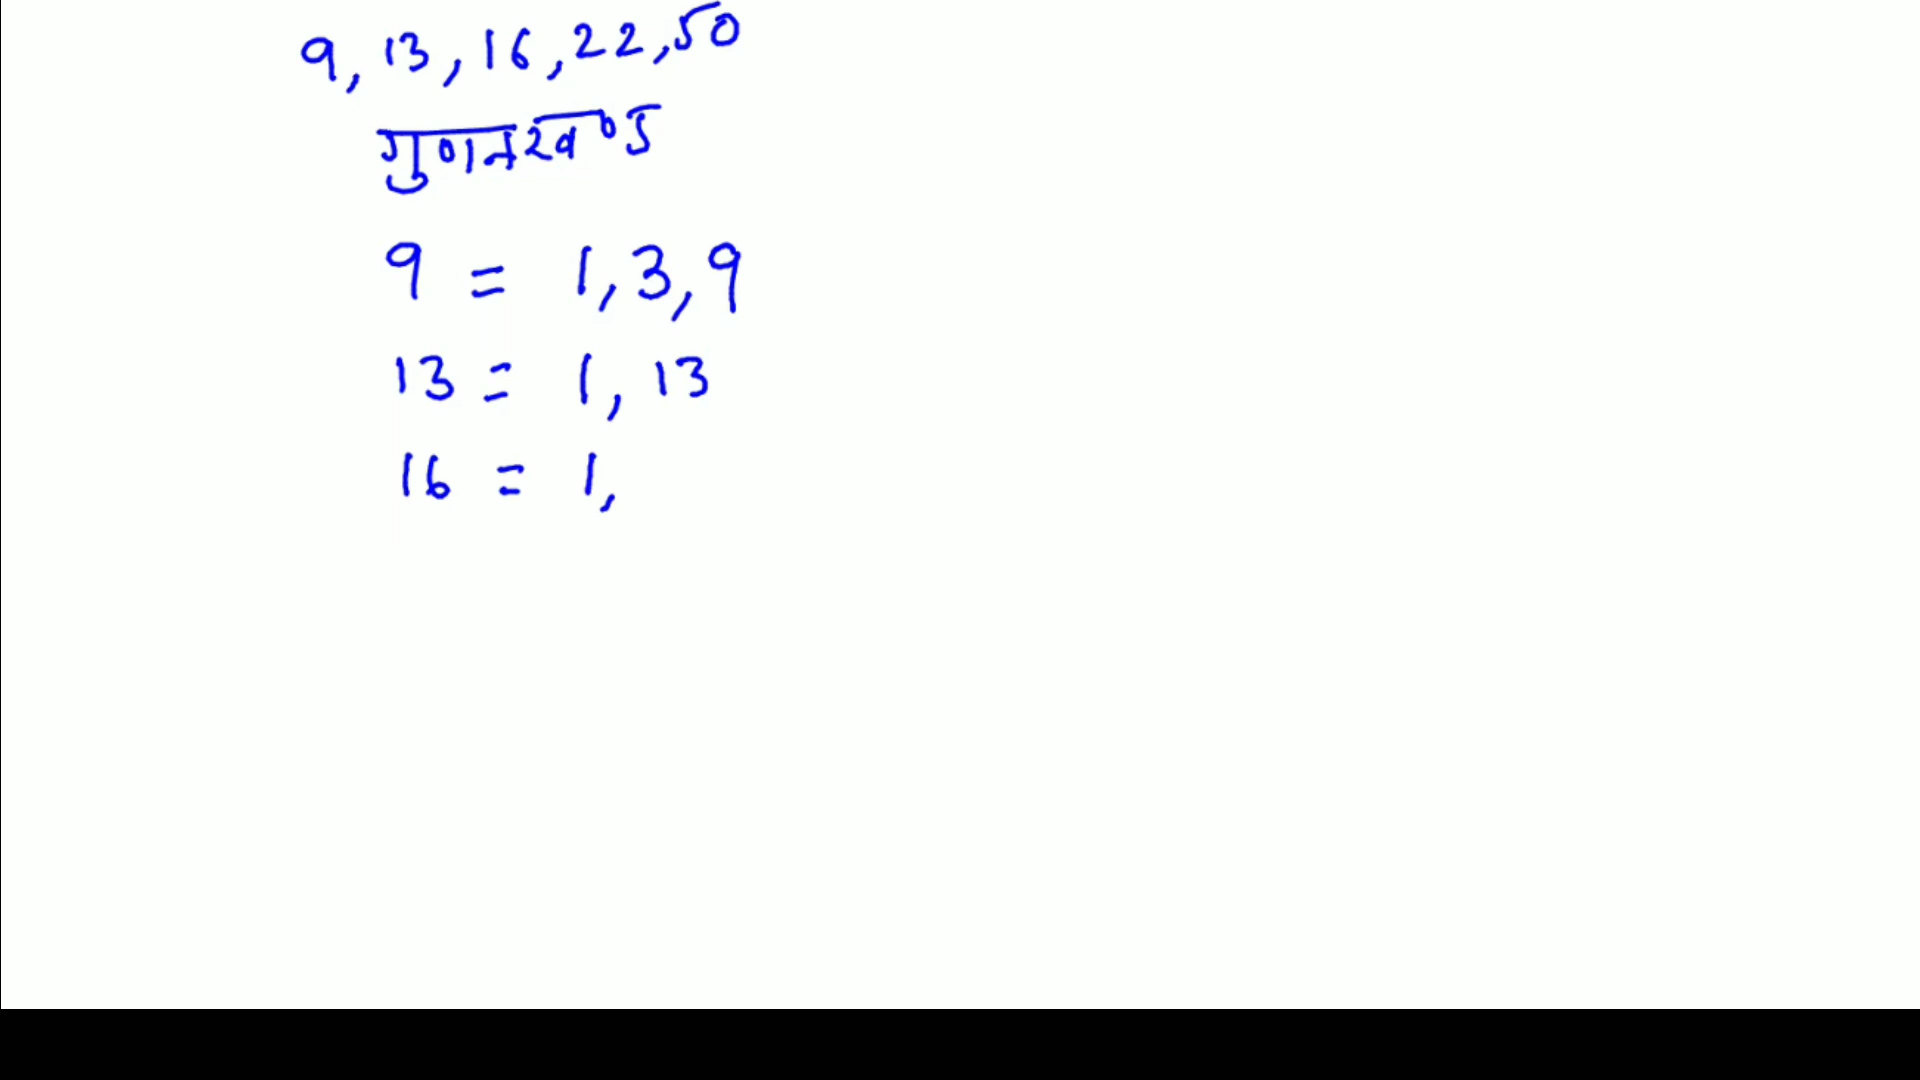 9, 13, 16, 22, 50
गुणनखण्ड
9 = 1, 3, 9
13 = 1, 13
16 = 1,